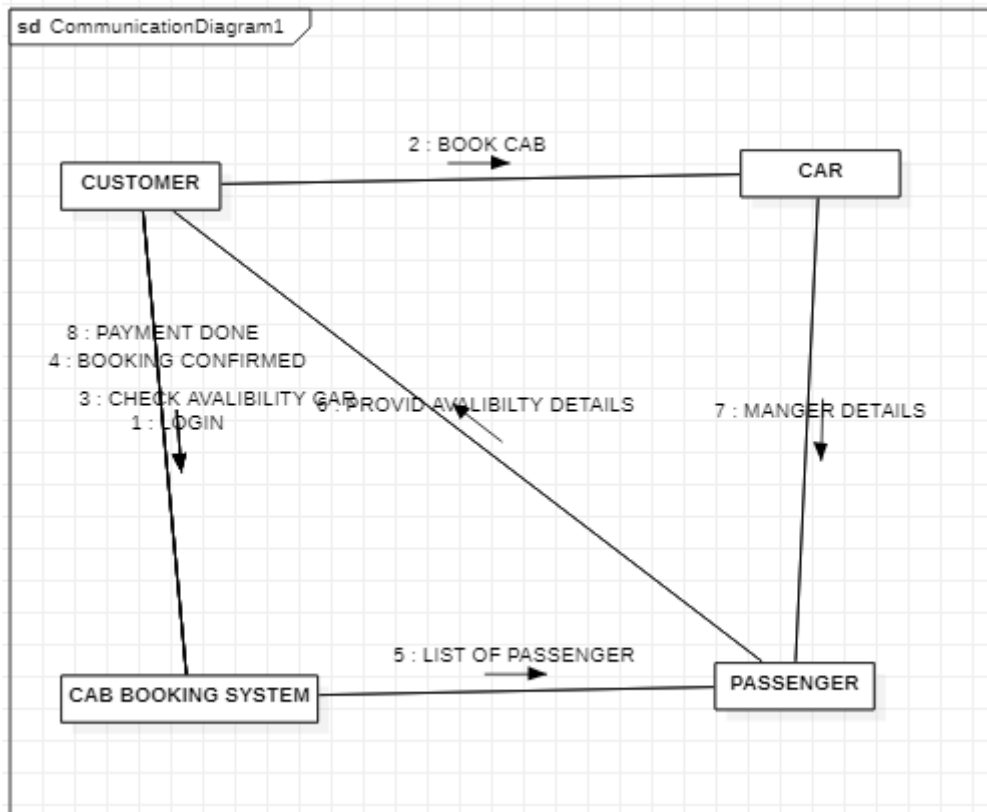 sd CommunicationDiagram1
2 : BOOK CAB
CUSTOMER
CAR
8 : PAYMENT DONE
4 : BOOKING CONFIRMED
3 : CHECK AVALIBILITY CAR
6 : PROVID AVALIBILTY DETAILS
7 : MANGER DETAILS
1 : LOGIN
5 : LIST OF PASSENGER
CAB BOOKING SYSTEM
PASSENGER